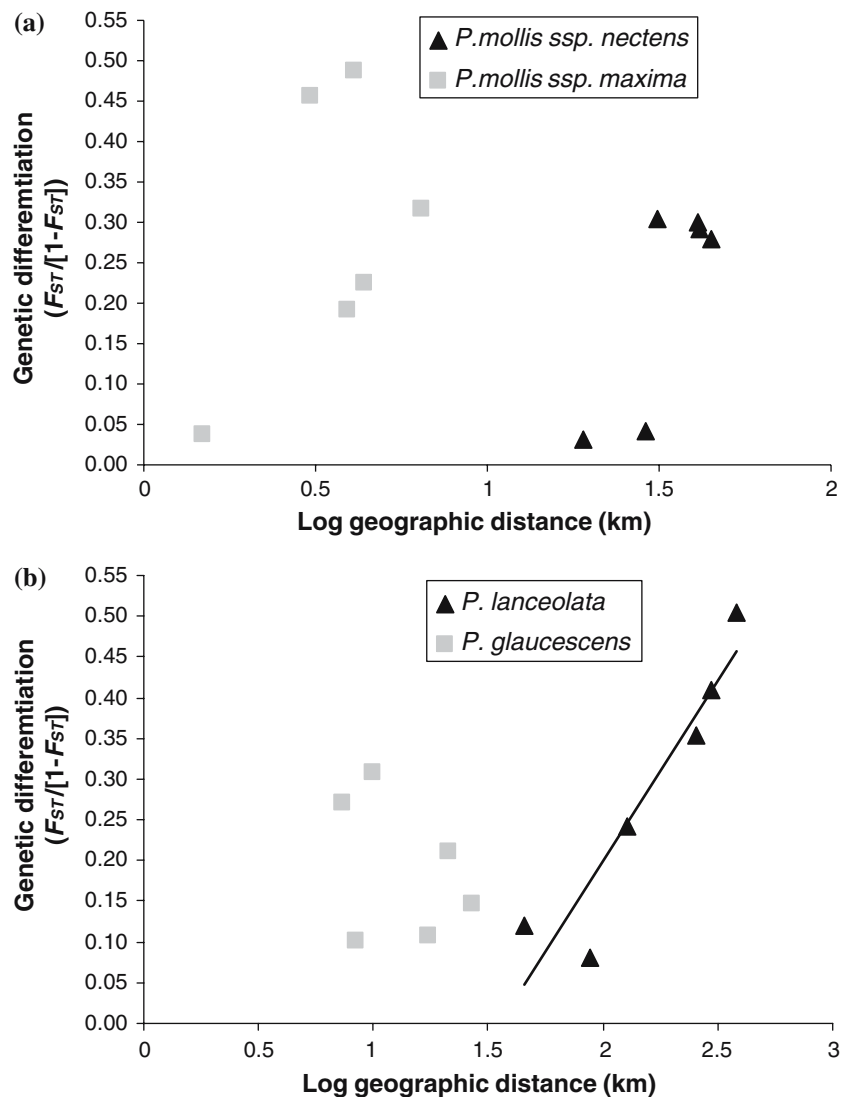 (a)
0.55
0.50
0.45
0.40
0.35
0.30
0.25
0.20
0.15
0.10
0.05
0.00
Genetic differemtiation
(FST/[1-FST])
P.mollis ssp. nectens
P.mollis ssp. maxima
0 0.5 1 1.5 2
Log geographic distance (km)
(b)
0.55
0.50
0.45
0.40
0.35
0.30
0.25
0.20
0.15
0.10
0.05
0.00
Genetic differemtiation
(FST/[1-FST])
P. lanceolata
P. glaucescens
0 0.5 1 1.5 2 2.5 3
Log geographic distance (km)